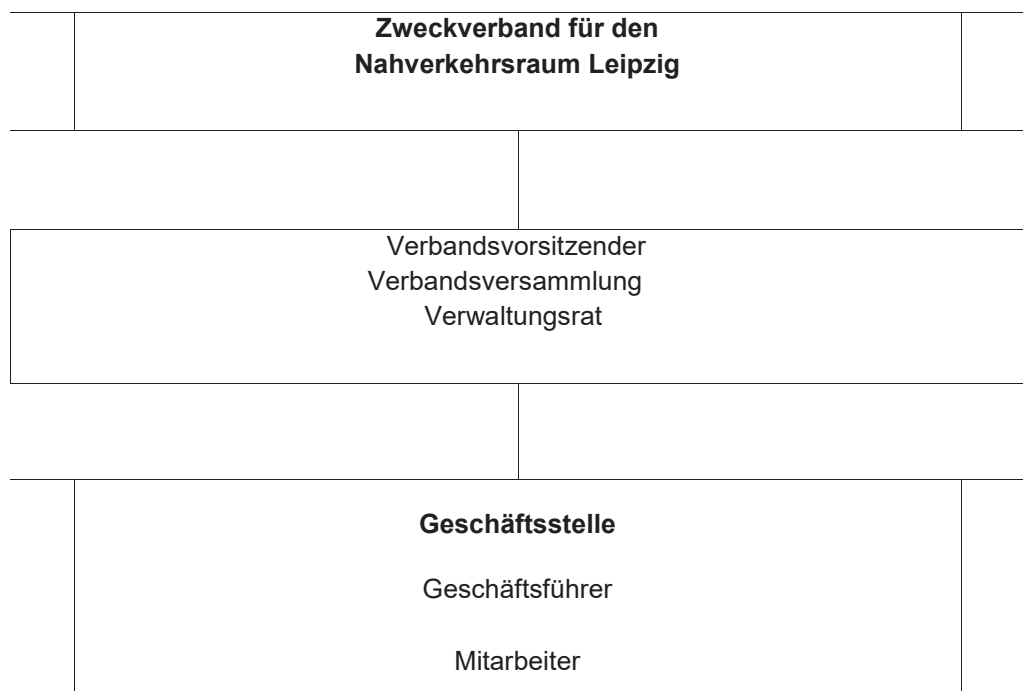 Zweckverband für den
Nahverkehrsraum Leipzig
Verbandsvorsitzender
Verbandsversammlung
Verwaltungsrat
Geschäftsstelle
Geschäftsführer
Mitarbeiter